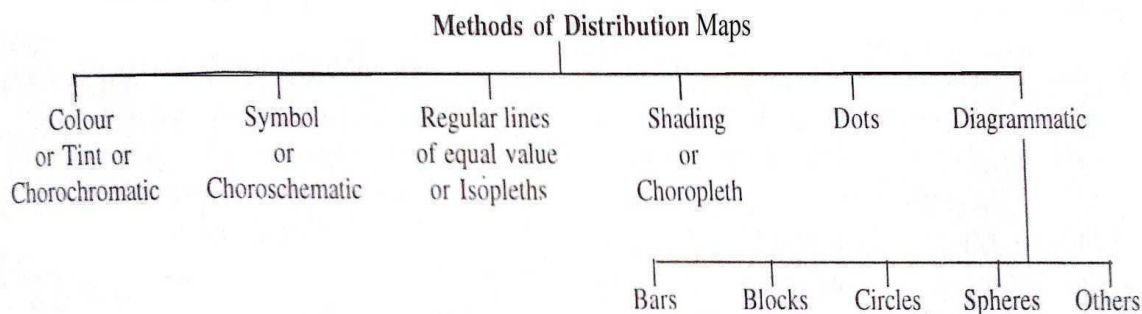 Methods of Distribution Maps
Colour
or Tint or
Chorochromatic
Symbol
or
Choroschematic
Regular lines
of equal value
or Isopleths
Shading
or
Choropleth
Dots
Diagrammatic
Bars Blocks Circles Spheres Others